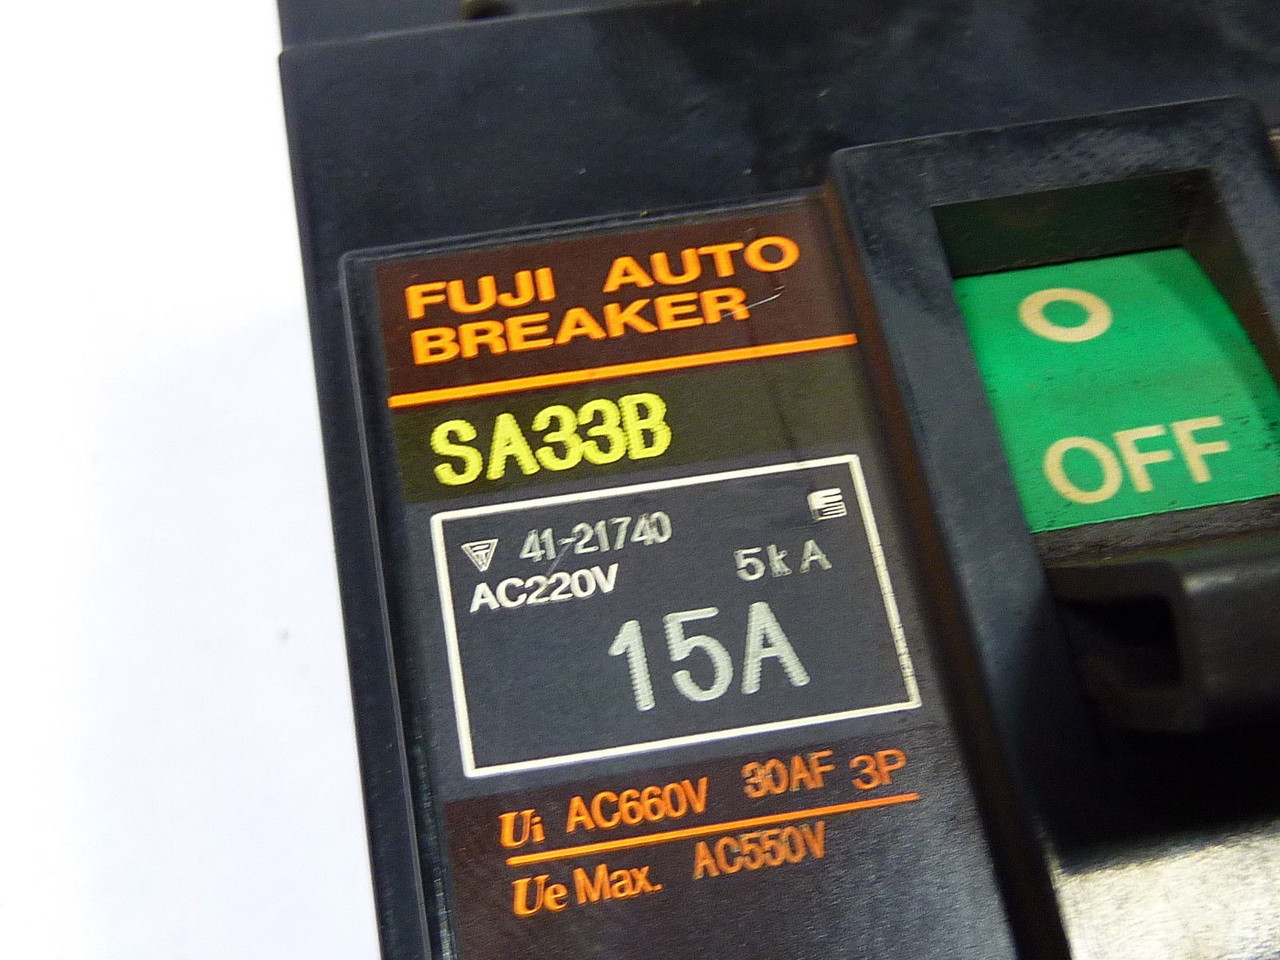 FUJI AUTO
BREAKER
SA33B
41-21740
AC220V 5kA
15A
Ui AC660V 30AF 3P
Ue Max. AC550V
O
OFF